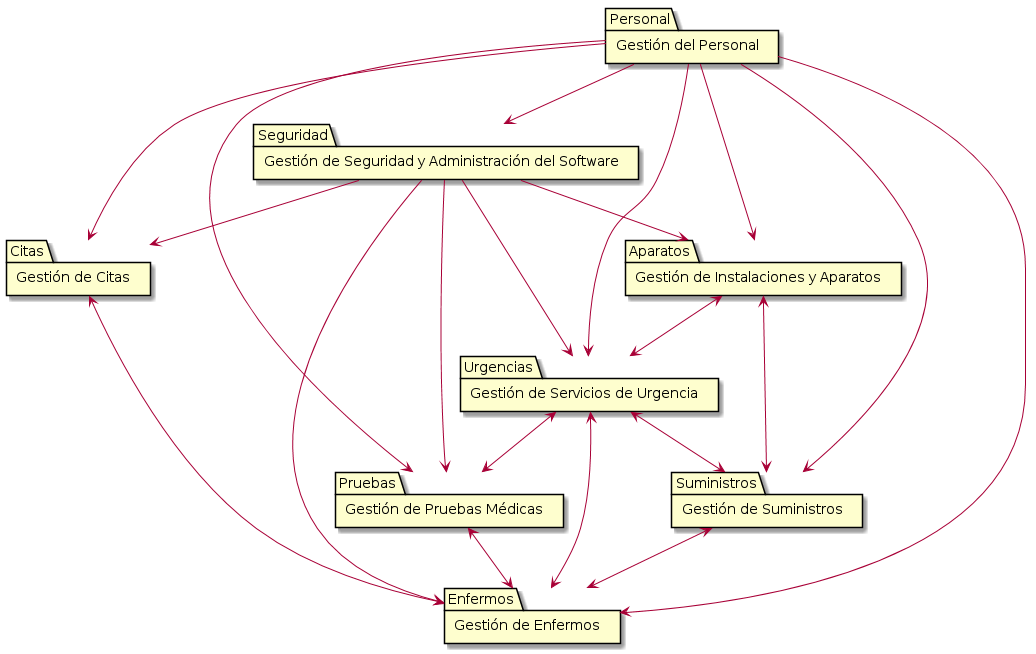 Personal
Gestión del Personal
Seguridad
Gestión de Seguridad y Administración del Software
Citas
Gestión de Citas
Aparatos
Gestión de Instalaciones y Aparatos
Urgencias
Gestión de Servicios de Urgencia
Pruebas
Gestión de Pruebas Médicas
Suministros
Gestión de Suministros
Enfermos
Gestión de Enfermos